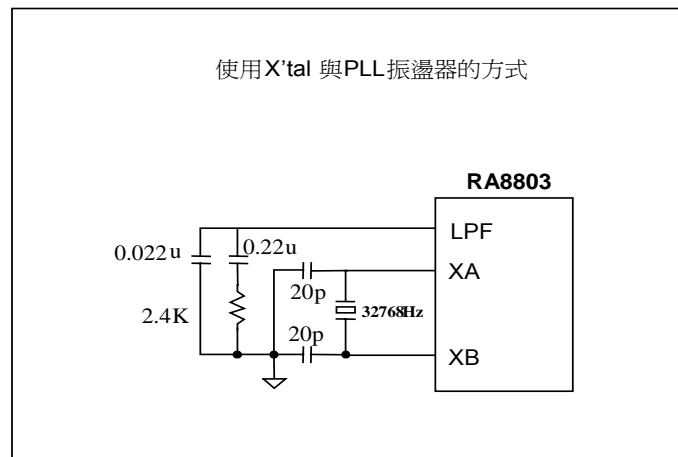 使用X'tal 與PLL振盪器的方式
RA8803
LPF
0.022u
0.22u
XA
20p
32768Hz
2.4K
20p
XB